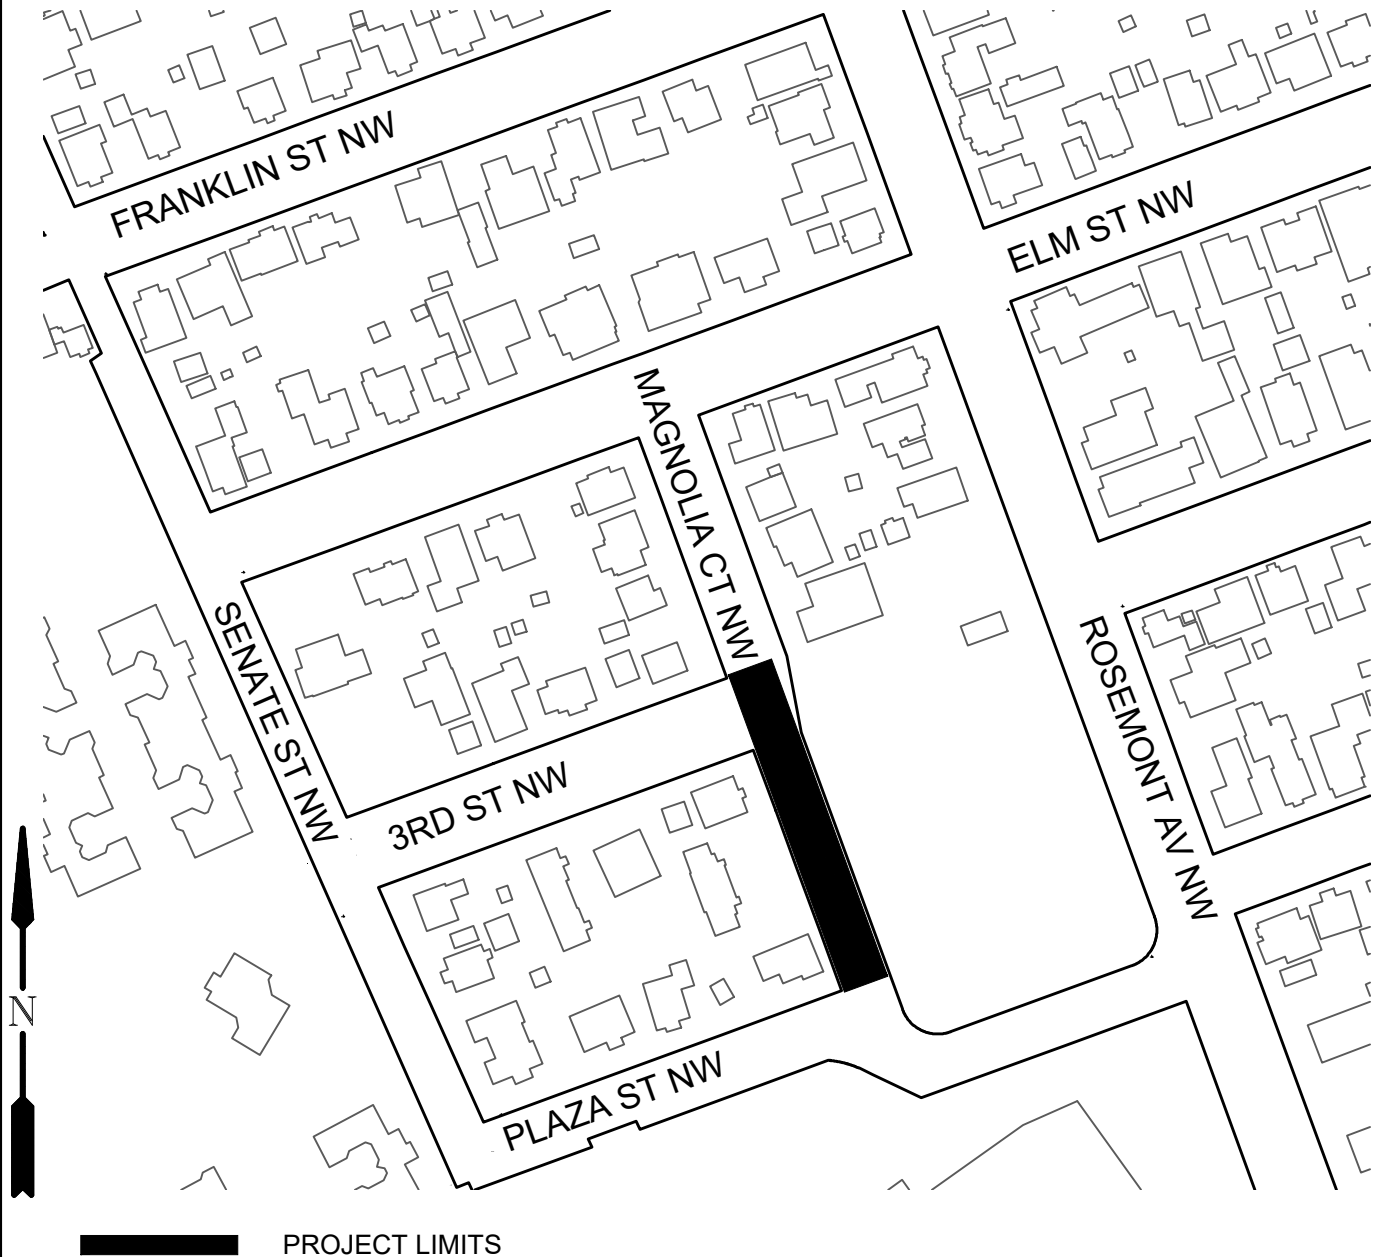 FRANKLIN ST NW
ELM ST NW
MAGNOLIA CT NW
SENATE ST NW
ROSEMONT AV NW
3RD ST NW
PLAZA ST NW
N
PROJECT LIMITS